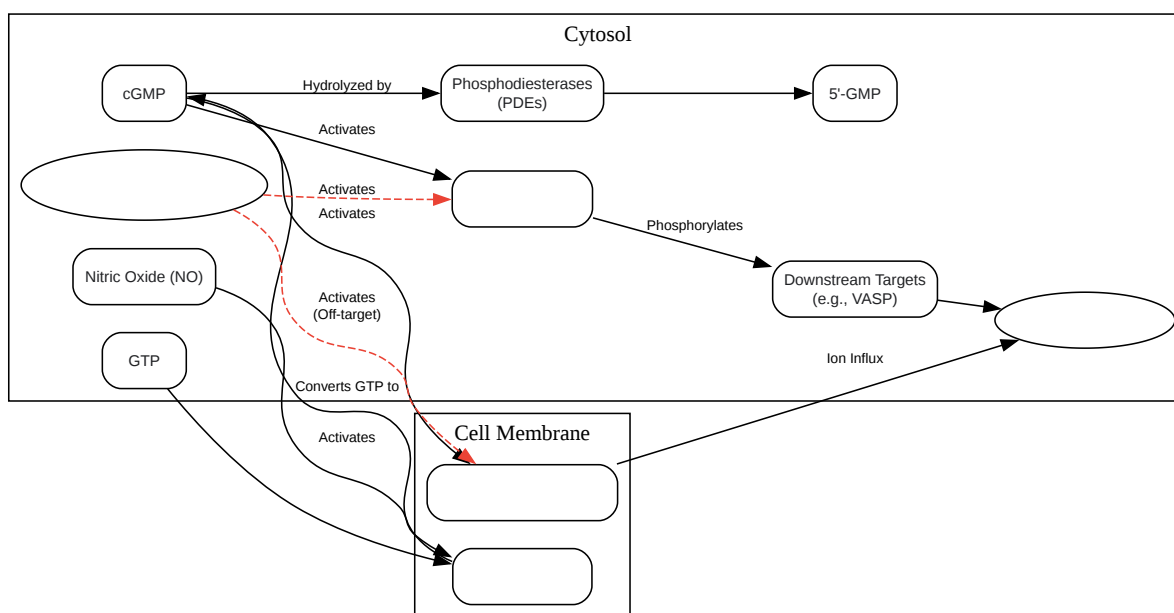 Cytosol
cGMP
Hydrolyzed by
Phosphodiesterases
(PDEs)
5'-GMP
Activates
Activates
Activates
Phosphorylates
Nitric Oxide (NO)
Downstream Targets
(e.g., VASP)
Activates
(Off-target)
GTP
Ion Influx
Converts GTP to
Activates
Cell Membrane